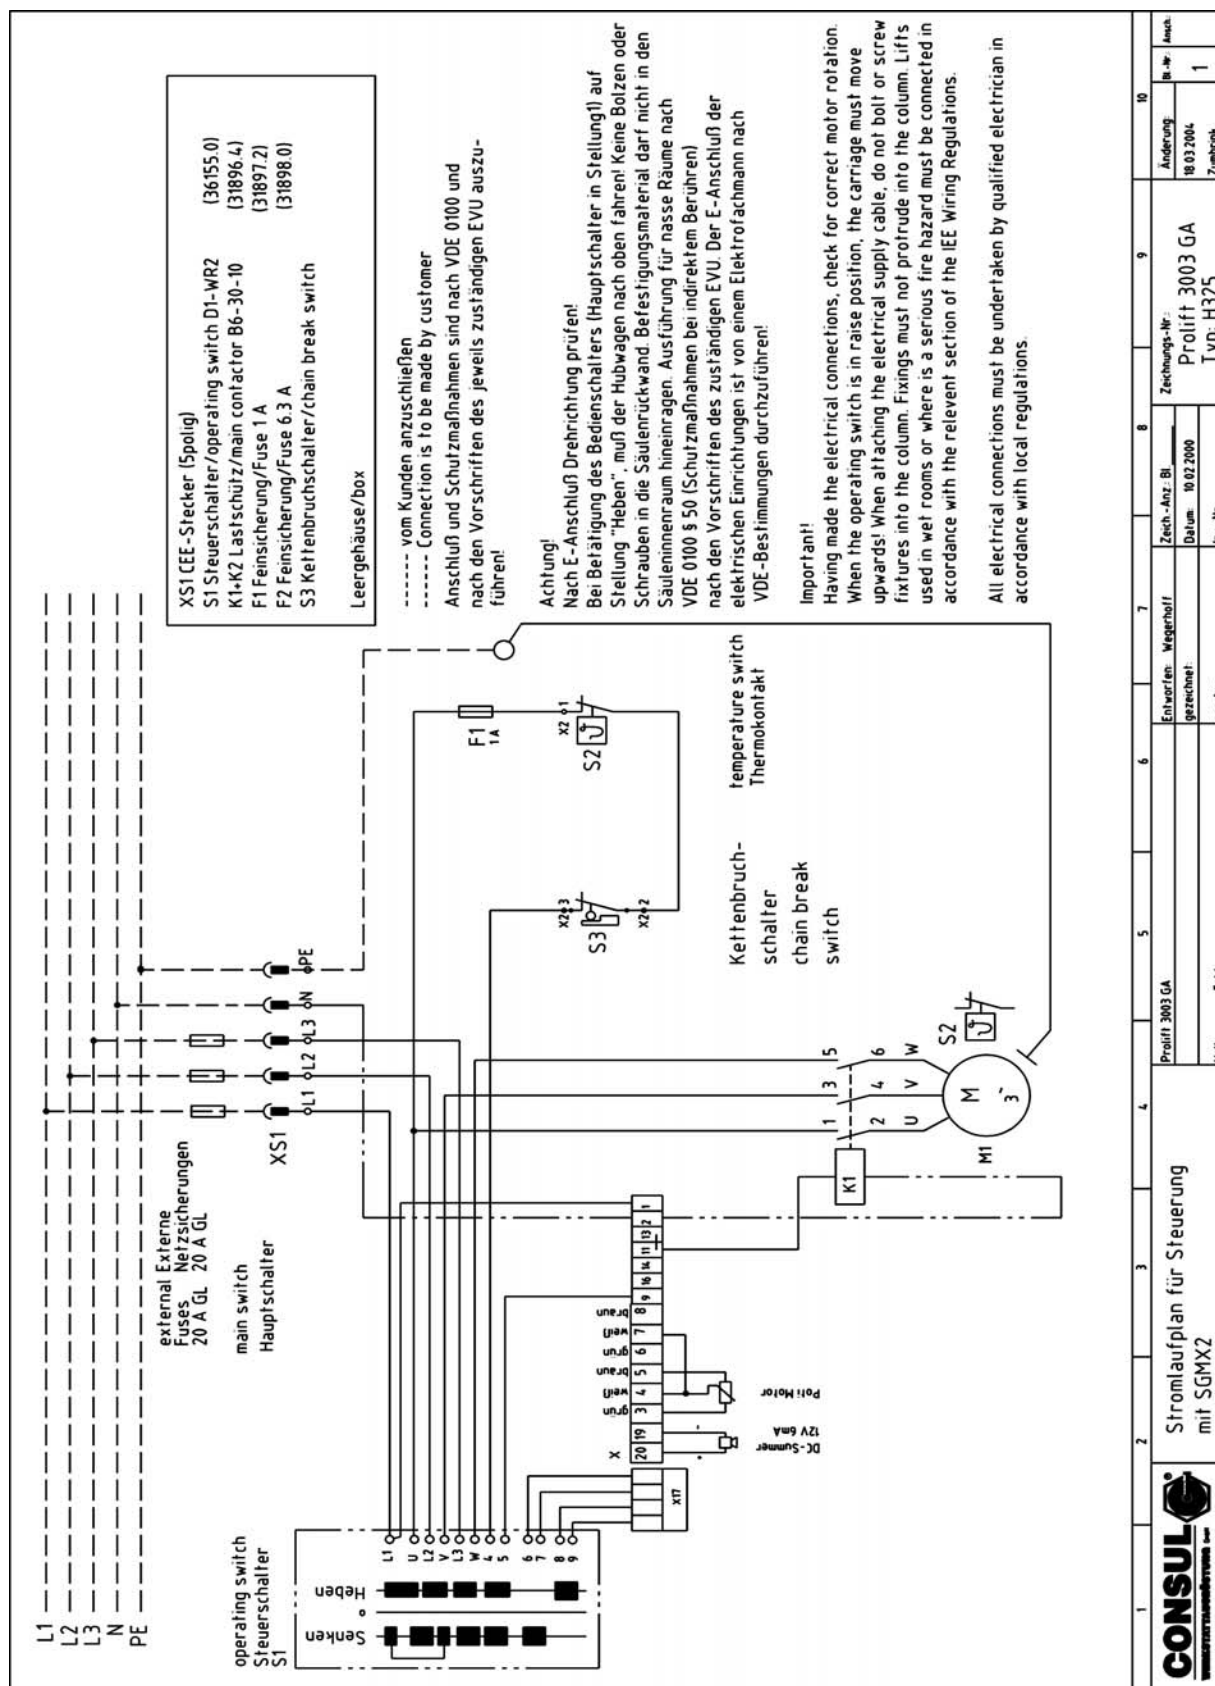 L1
L2
L3
N
PE
external Externe
Fuses Netzsicherungen
20 A GL 20 A GL
main switch
Hauptschalter
XS1
L1
L2
L3
N
PE
operating switch
Steuerschalter
S1
Senken
o
Heben
L1
U
L2
V
L3
W
4
5
6
7
8
9
X17
X
20 19 3 4 5 6 7 8 9 16 14 11 13 2 1
grün
weiß
braun
grün
weiß
braun
DC-Summer
12V 6mA
Poti Motor
K1
1 3 5
2 4 6
U V W
M
3~
M1
S2
X2 3
S3
X2 2
F1
1A
X2 1
S2
Kettenbruch-
schalter
chain break
switch
temperature switch
Thermokontakt
XS1 CEE-Stecker (5polig)
S1 Steuerschalter/operating switch D1-WR2 (36155.0)
K1+K2 Lastschütz/main contactor B6-30-10 (31896.4)
F1 Feinsicherung/Fuse 1 A (31897.2)
F2 Feinsicherung/Fuse 6.3 A (31898.0)
S3 Kettenbruchschalter/chain break switch
Leergehäuse/box
------ vom Kunden anzuschließen
------ Connection is to be made by customer
Anschluß und Schutzmaßnahmen sind nach VDE 0100 und
nach den Vorschriften des jeweils zuständigen EVU auszu-
führen!
Achtung!
Nach E-Anschluß Drehrichtung prüfen!
Bei Betätigung des Bedienschalters (Hauptschalter in Stellung1) auf
Stellung "Heben", muß der Hubwagen nach oben fahren! Keine Bolzen oder
Schrauben in die Säulenrückwand. Befestigungsmaterial darf nicht in den
Säuleninnenraum hineinragen. Ausführung für nasse Räume nach
VDE 0100 § 50 (Schutzmaßnahmen bei indirektem Berühren)
nach den Vorschriften des zuständigen EVU. Der E-Anschluß der
elektrischen Einrichtungen ist von einem Elektrofachmann nach
VDE-Bestimmungen durchzuführen!
Important!
Having made the electrical connections, check for correct motor rotation.
When the operating switch is in raise position, the carriage must move
upwards! When attaching the electrical supply cable, do not bolt or screw
fixtures into the column. Fixings must not protrude into the column. Lifts
used in wet rooms or where is a serious fire hazard must be connected in
accordance with the relevent section of the IEE Wiring Regulations.
All electrical connections must be undertaken by qualified electrician in
accordance with local regulations.
1 2 3 4 5 6 7 8 9 10
CONSUL®
Stromlaufplan für Steuerung
mit SGMX2
Prolift 3003 GA
Entworfen: Wegerhoff
gezeichnet:
Zeich.-Anz.: Bl.
Datum: 10.02.2000
Zeichnungs-Nr.:
Prolift 3003 GA
Typ: H325
Änderung:
18.03.2004
Zumbrink
Bl.-Nr.:
1
Ansch.: